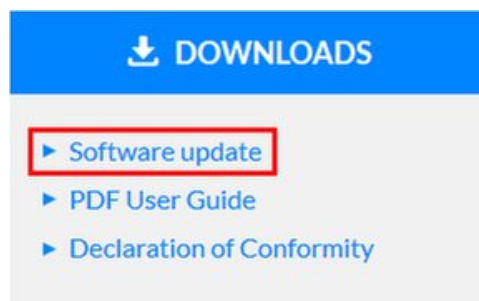 DOWNLOADS
Software update
PDF User Guide
Declaration of Conformity